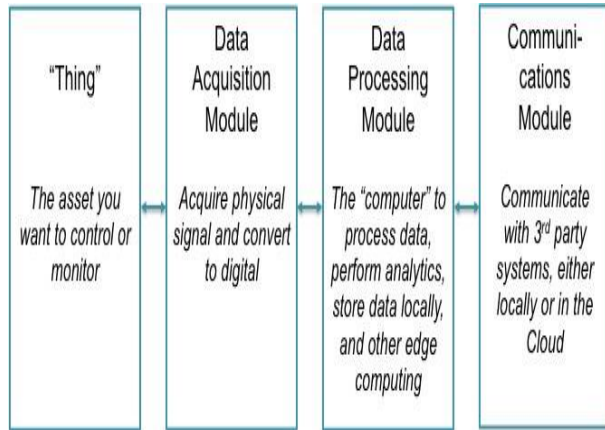 “Thing”
The asset you
want to control or
monitor
Data
Acquisition
Module
Acquire physical
signal and convert
to digital
Data
Processing
Module
The “computer” to
process data,
perform analytics,
store data locally,
and other edge
computing
Communi-
cations
Module
Communicate
with 3rd party
systems, either
locally or in the
Cloud